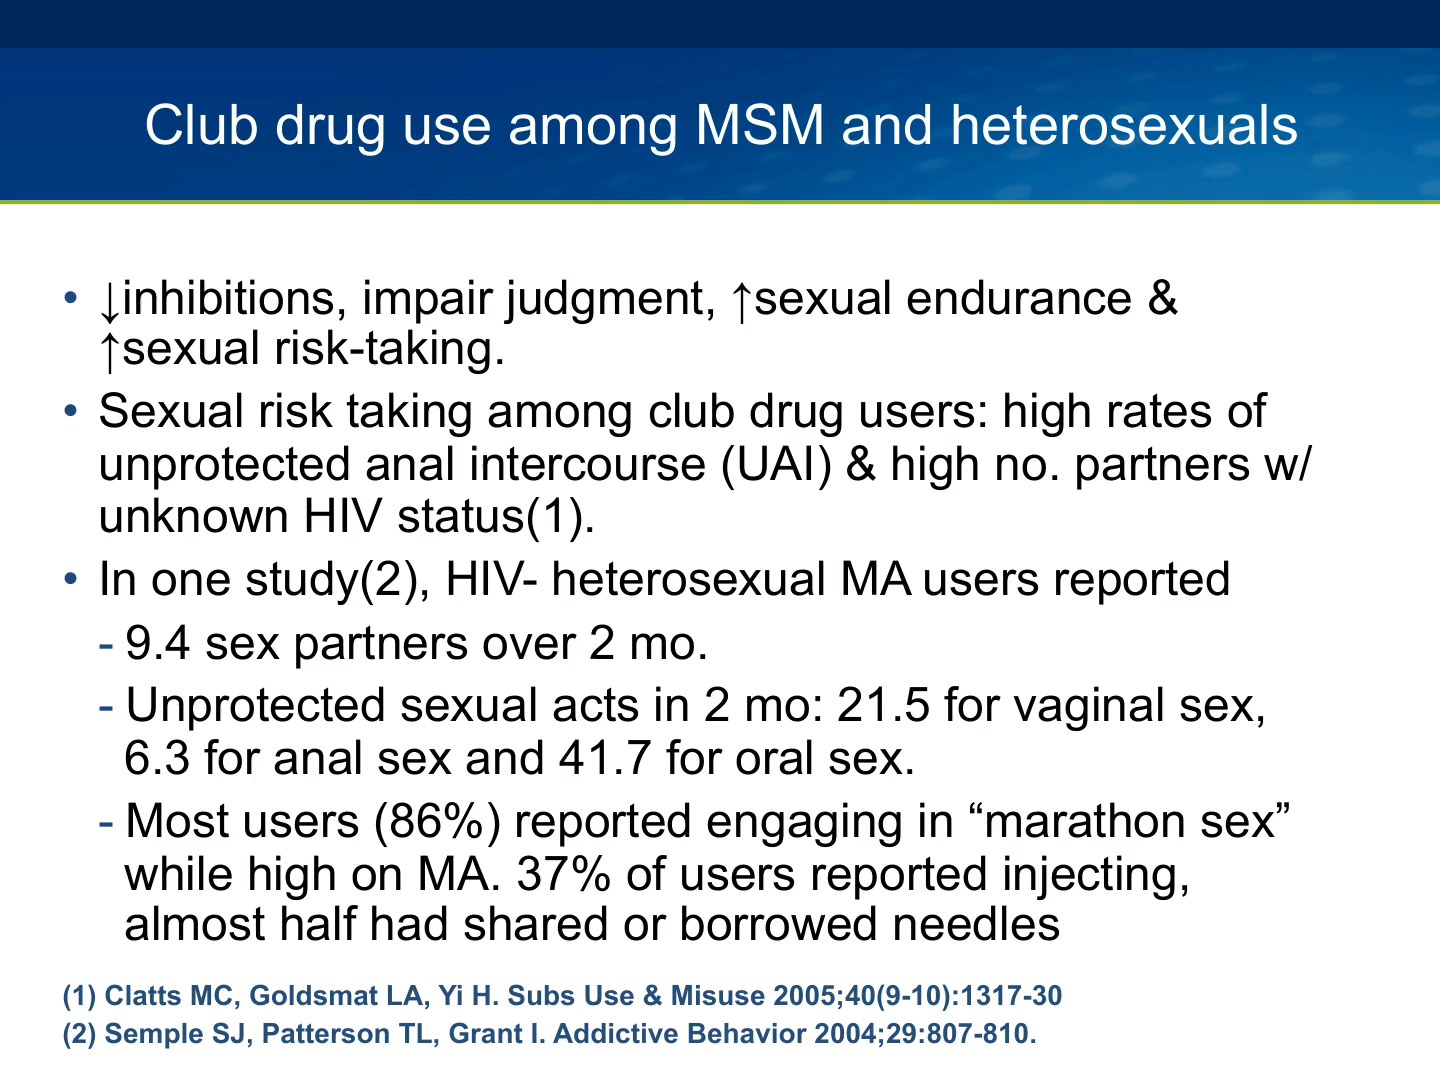 Club drug use among MSM and heterosexuals
• ↓inhibitions, impair judgment, ↑sexual endurance &
↑sexual risk-taking.
• Sexual risk taking among club drug users: high rates of
unprotected anal intercourse (UAI) & high no. partners w/
unknown HIV status(1).
• In one study(2), HIV- heterosexual MA users reported
- 9.4 sex partners over 2 mo.
- Unprotected sexual acts in 2 mo: 21.5 for vaginal sex,
6.3 for anal sex and 41.7 for oral sex.
- Most users (86%) reported engaging in “marathon sex”
while high on MA. 37% of users reported injecting,
almost half had shared or borrowed needles
(1) Clatts MC, Goldsmat LA, Yi H. Subs Use & Misuse 2005;40(9-10):1317-30
(2) Semple SJ, Patterson TL, Grant I. Addictive Behavior 2004;29:807-810.